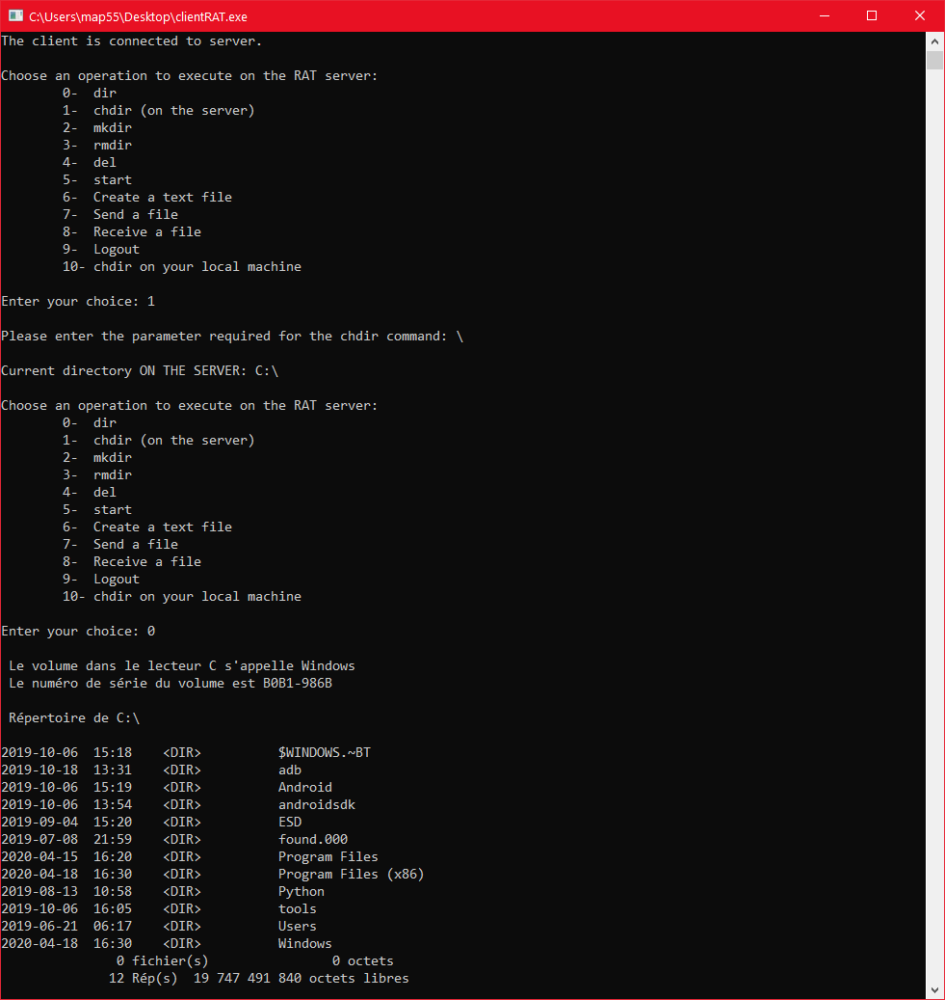 C:\Users\map55\Desktop\clientRAT.exe
The client is connected to server.
Choose an operation to execute on the RAT server:
0- dir
1- chdir (on the server)
2- mkdir
3- rmdir
4- del
5- start
6- Create a text file
7- Send a file
8- Receive a file
9- Logout
10- chdir on your local machine
Enter your choice: 1
Please enter the parameter required for the chdir command: \
Current directory ON THE SERVER: C:\
Choose an operation to execute on the RAT server:
0- dir
1- chdir (on the server)
2- mkdir
3- rmdir
4- del
5- start
6- Create a text file
7- Send a file
8- Receive a file
9- Logout
10- chdir on your local machine
Enter your choice: 0
Le volume dans le lecteur C s'appelle Windows
Le numéro de série du volume est B0B1-986B
Répertoire de C:\
2019-10-06 15:18 <DIR> $WINDOWS.~BT
2019-10-18 13:31 <DIR> adb
2019-10-06 15:19 <DIR> Android
2019-10-06 13:54 <DIR> androidsdk
2019-09-04 15:20 <DIR> ESD
2019-07-08 21:59 <DIR> found.000
2020-04-15 16:20 <DIR> Program Files
2020-04-18 16:30 <DIR> Program Files (x86)
2019-08-13 10:58 <DIR> Python
2019-10-06 16:05 <DIR> tools
2019-06-21 06:17 <DIR> Users
2020-04-18 16:30 <DIR> Windows
0 fichier(s) 0 octets
12 Rép(s) 19 747 491 840 octets libres